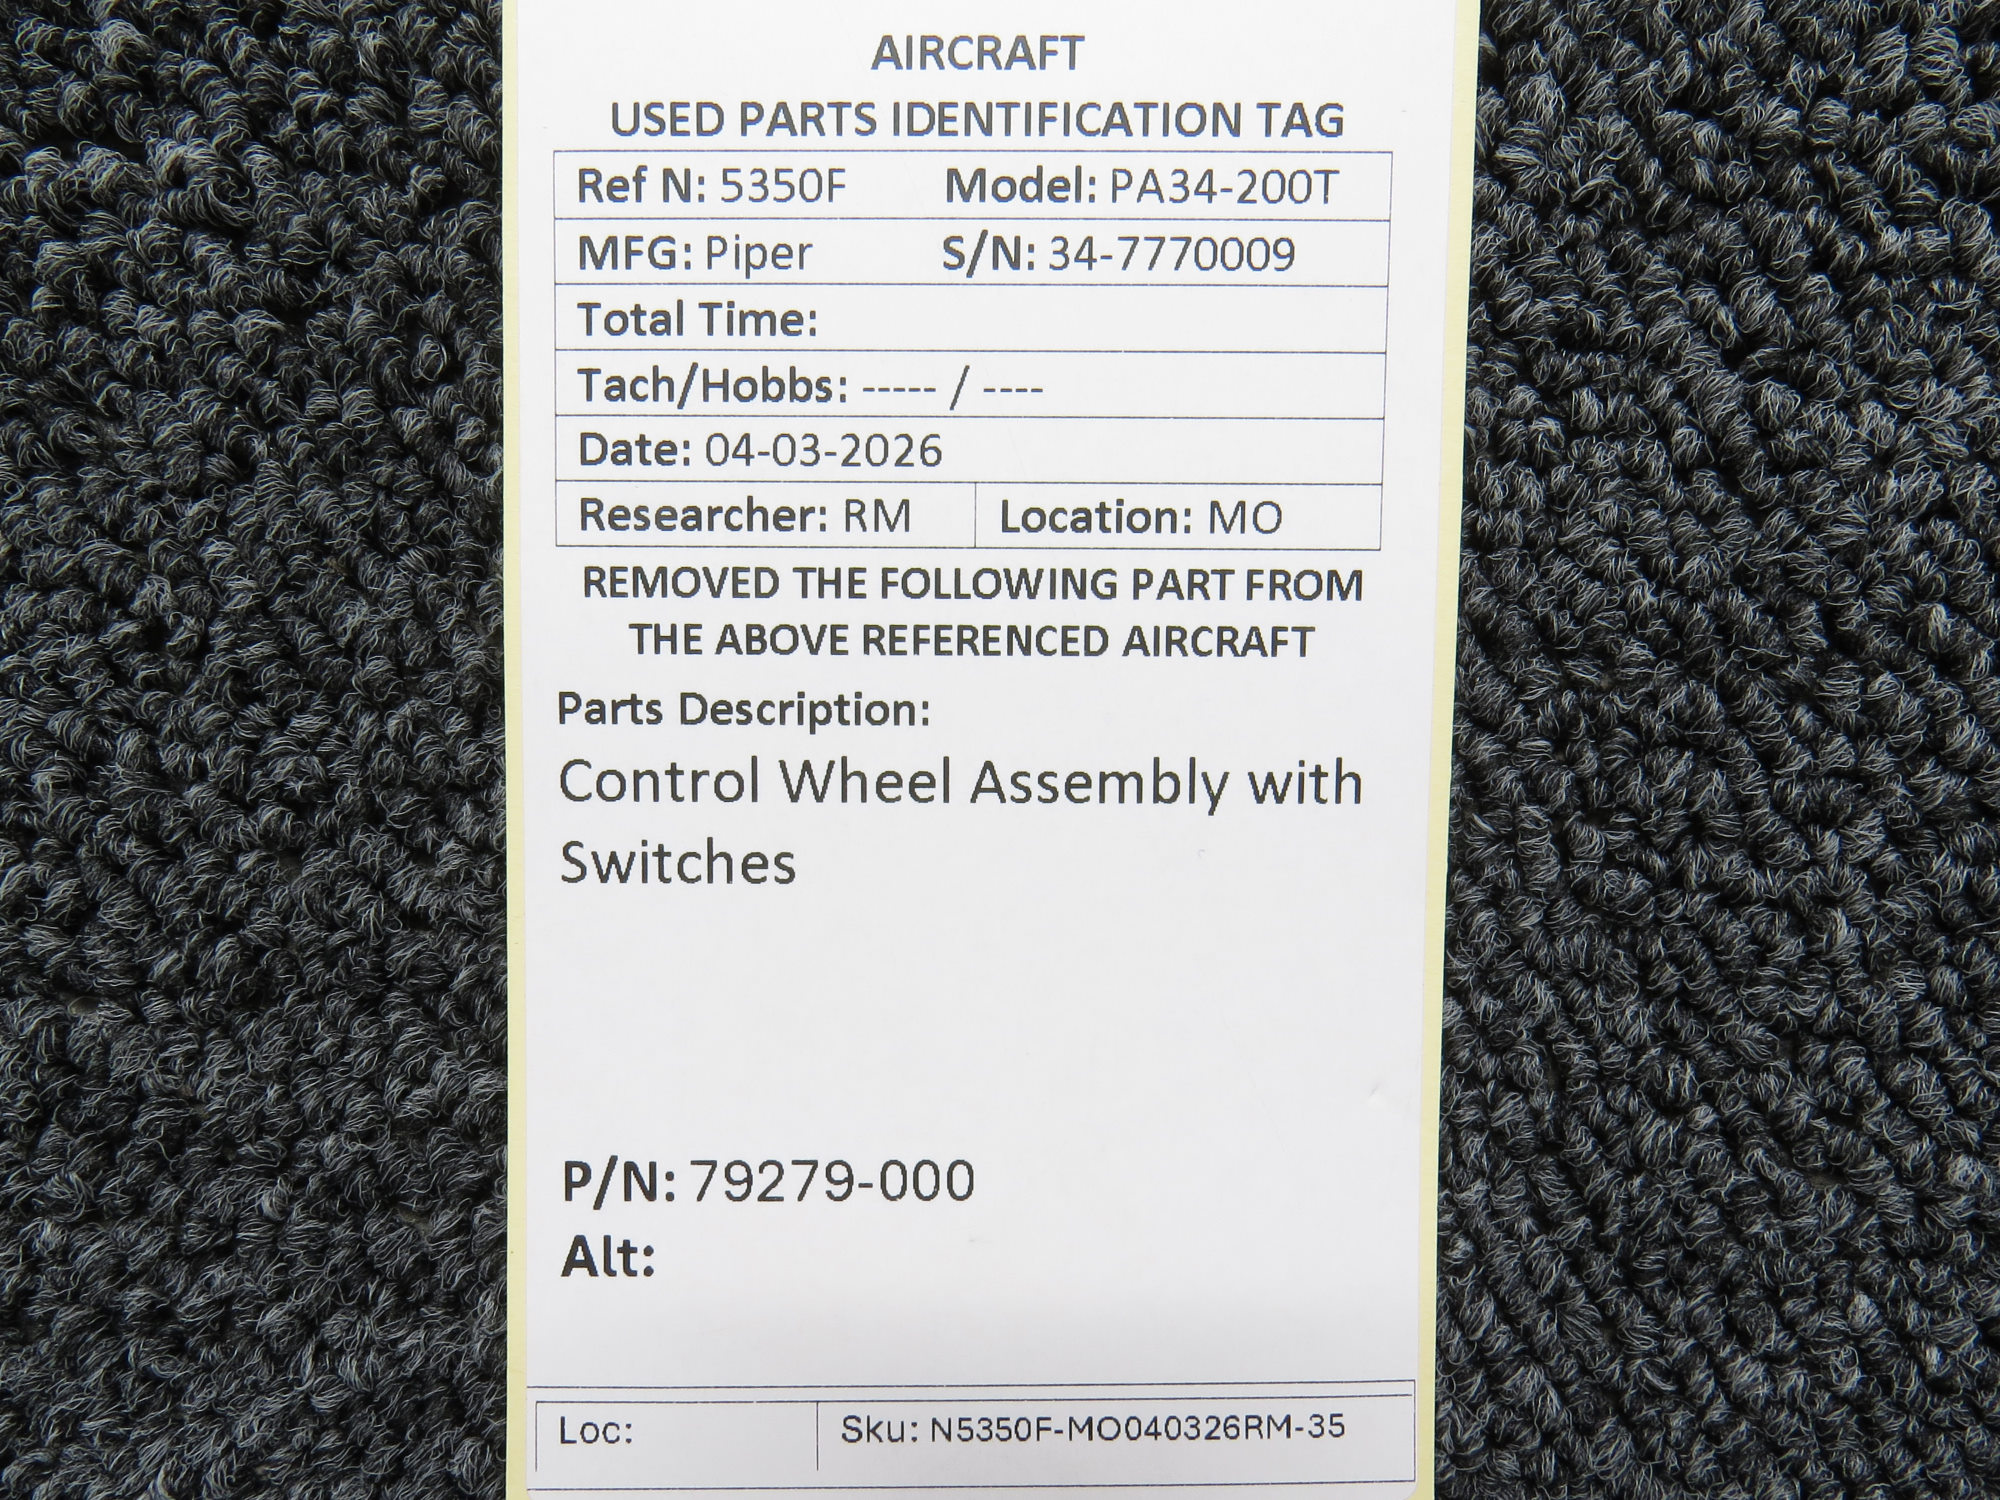 AIRCRAFT
USED PARTS IDENTIFICATION TAG
Ref N: 5350F Model: PA34-200T
MFG: Piper S/N: 34-7770009
Total Time:
Tach/Hobbs: ----- / ----
Date: 04-03-2026
Researcher: RM Location: MO
REMOVED THE FOLLOWING PART FROM
THE ABOVE REFERENCED AIRCRAFT
Parts Description:
Control Wheel Assembly with
Switches
P/N: 79279-000
Alt:
Loc: Sku: N5350F-MO040326RM-35